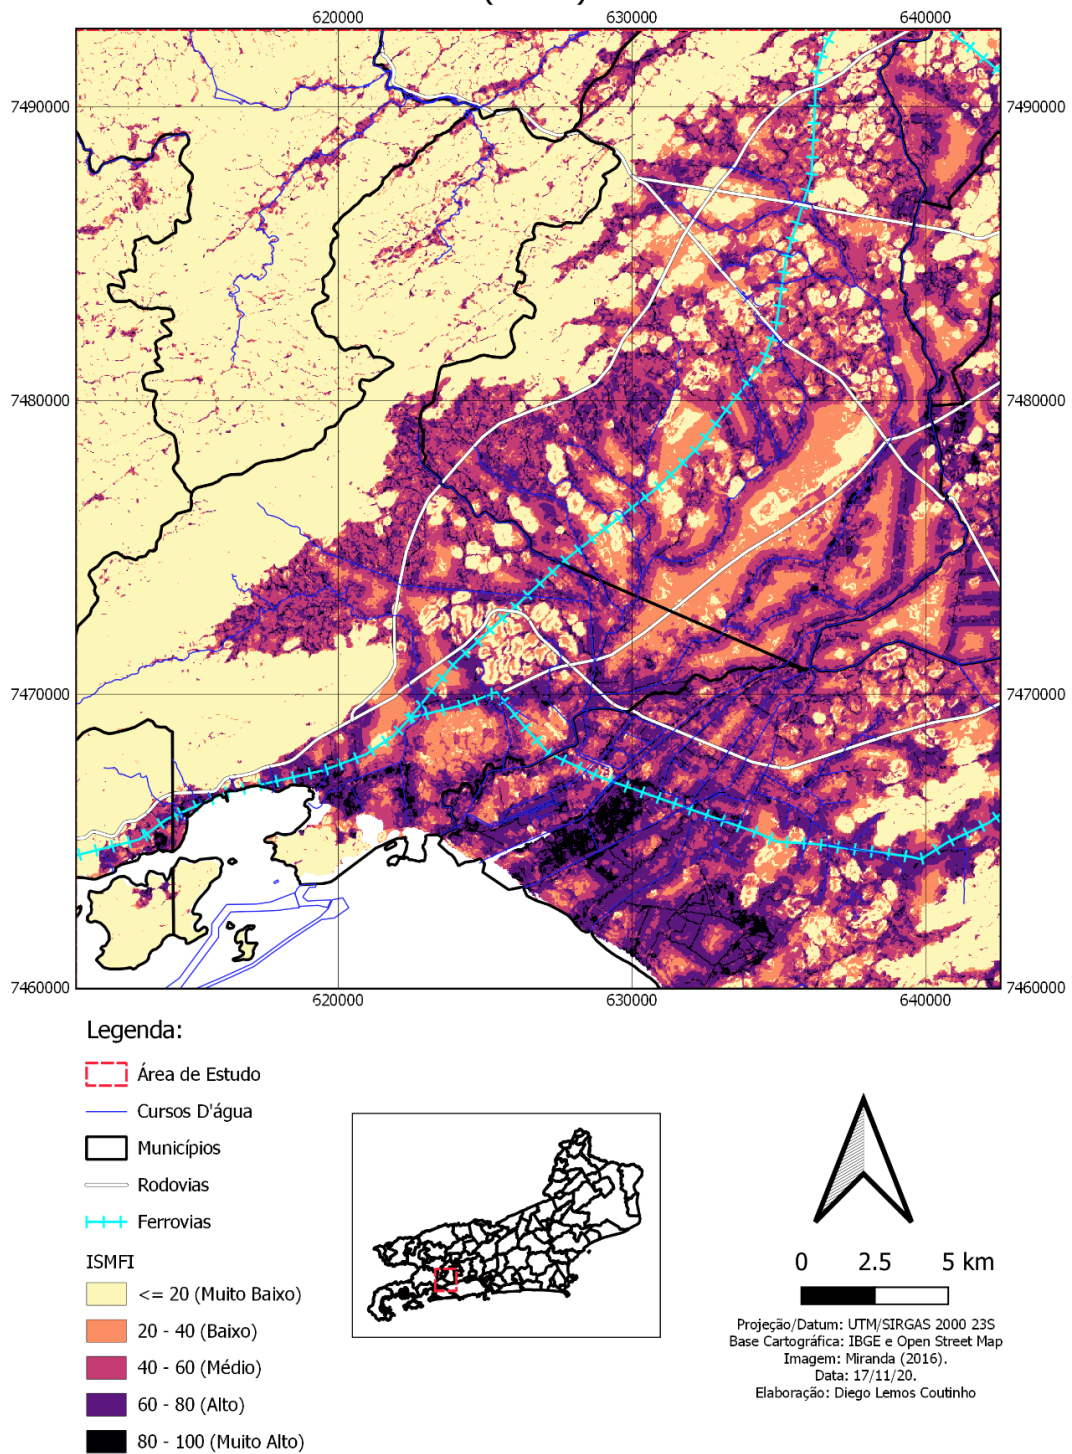 620000 630000 640000
7490000 7490000
7480000 7480000
7470000 7470000
7460000 7460000
620000 630000 640000
Legenda:
Área de Estudo
Cursos D'água
Municípios
Rodovias
Ferrovias
ISMFI
<= 20 (Muito Baixo)
20 - 40 (Baixo)
40 - 60 (Médio)
60 - 80 (Alto)
80 - 100 (Muito Alto)
0 2.5 5 km
Projeção/Datum: UTM/SIRGAS 2000 23S
Base Cartográfica: IBGE e Open Street Map
Imagem: Miranda (2016).
Data: 17/11/20.
Elaboração: Diego Lemos Coutinho